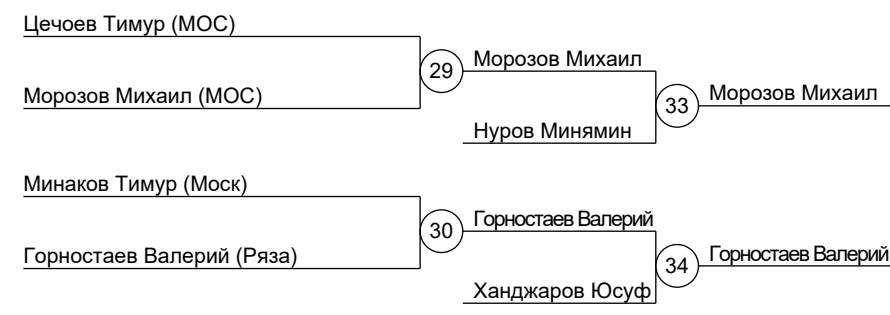 Цечоев Тимур (МОС)
29
Морозов Михаил
Морозов Михаил (МОС)
33
Морозов Михаил
Нуров Минямин
Минаков Тимур (Моск)
30
Горностаев Валерий
Горностаев Валерий (Ряза)
34
Горностаев Валерий
Ханджаров Юсуф